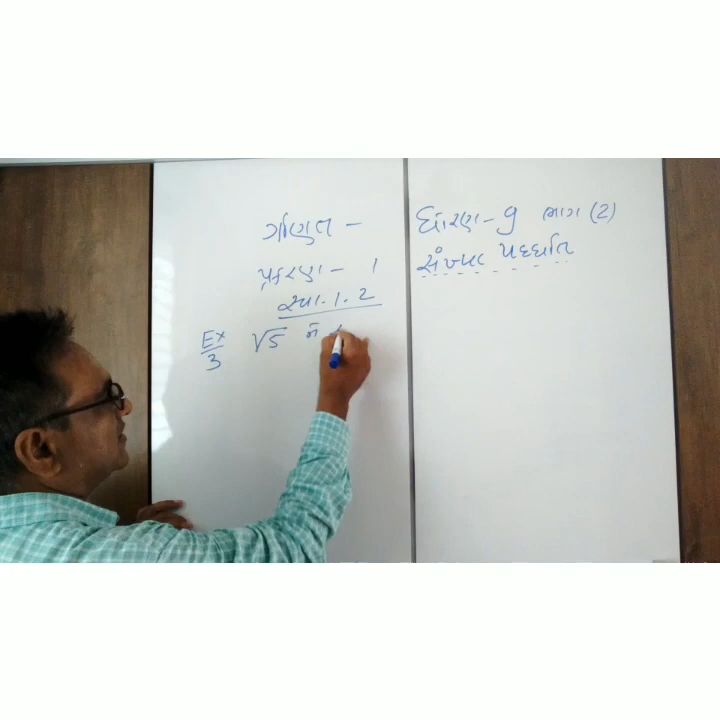 ગણિત -
પ્રકરણ - 1
સ્વા. 1.2
Ex 3 √5 ને
ધોરણ - 9 ભાગ (2)
સંખ્યા પદ્ધતિ